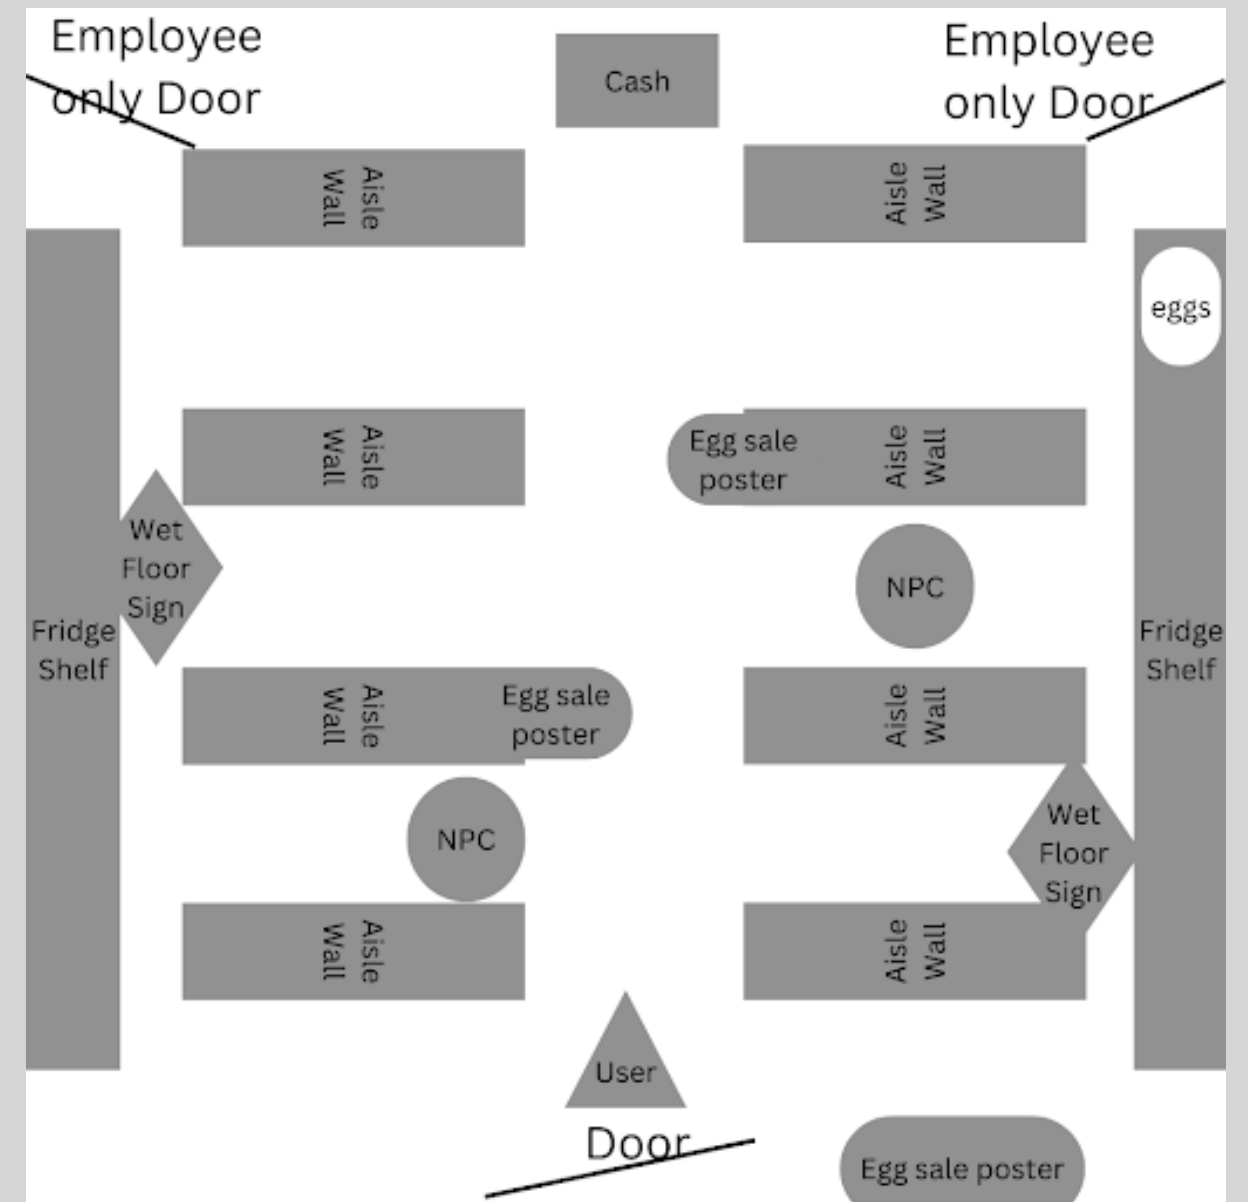 Employee
only Door
Cash
Employee
only Door
Aisle
Wall
Aisle
Wall
eggs
Aisle
Wall
Egg sale
poster
Aisle
Wall
Wet
Floor
Sign
NPC
Fridge
Shelf
Fridge
Shelf
Aisle
Wall
Egg sale
poster
Aisle
Wall
NPC
Wet
Floor
Sign
Aisle
Wall
Aisle
Wall
User
Door
Egg sale poster